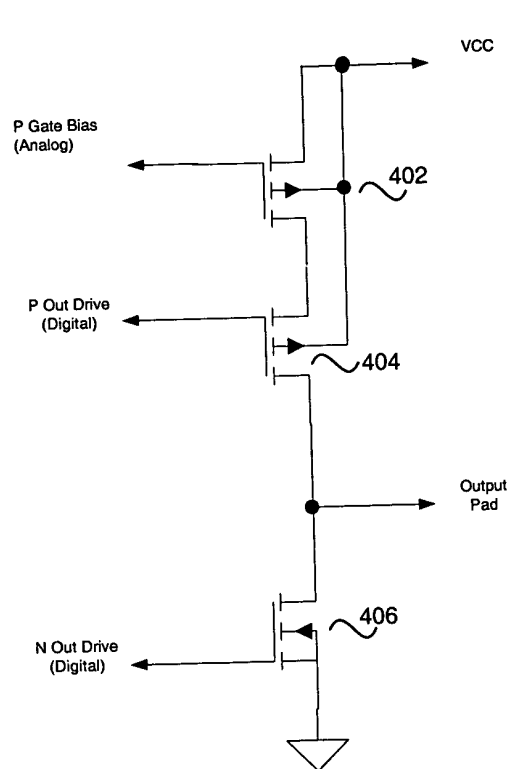 VCC
P Gate Bias
(Analog)
402
P Out Drive
(Digital)
404
Output
Pad
406
N Out Drive
(Digital)